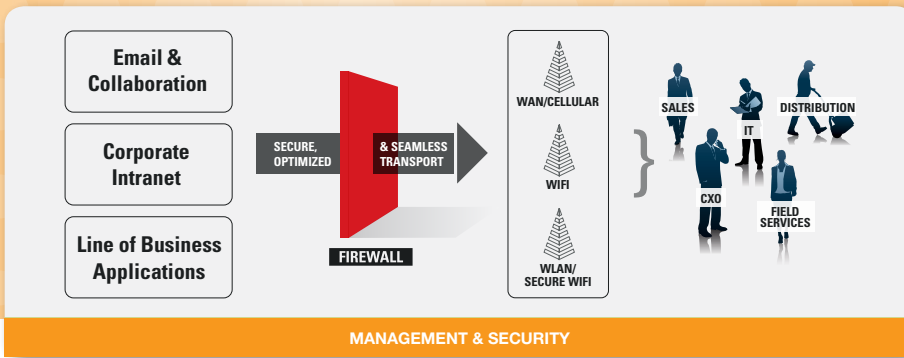 Email &
Collaboration
Corporate
Intranet
Line of Business
Applications
SECURE,
OPTIMIZED
& SEAMLESS
TRANSPORT
FIREWALL
WAN/CELLULAR
WIFI
WLAN/
SECURE WIFI
SALES
IT
DISTRIBUTION
CXO
FIELD
SERVICES
MANAGEMENT & SECURITY